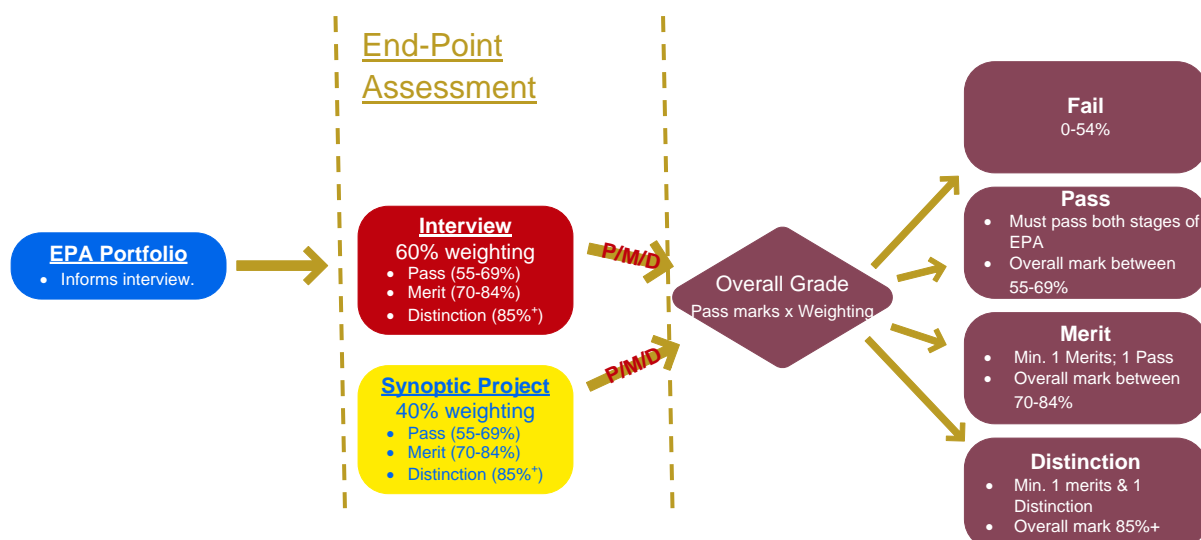 End-Point
Assessment
EPA Portfolio
• Informs interview.
Interview
60% weighting
• Pass (55-69%)
• Merit (70-84%)
• Distinction (85%⁺)
P/M/D
Synoptic Project
40% weighting
• Pass (55-69%)
• Merit (70-84%)
• Distinction (85%⁺)
P/M/D
Overall Grade
Pass marks x Weighting
Fail
0-54%
Pass
• Must pass both stages of
EPA
• Overall mark between
55-69%
Merit
• Min. 1 Merits; 1 Pass
• Overall mark between
70-84%
Distinction
• Min. 1 merits & 1
Distinction
• Overall mark 85%+